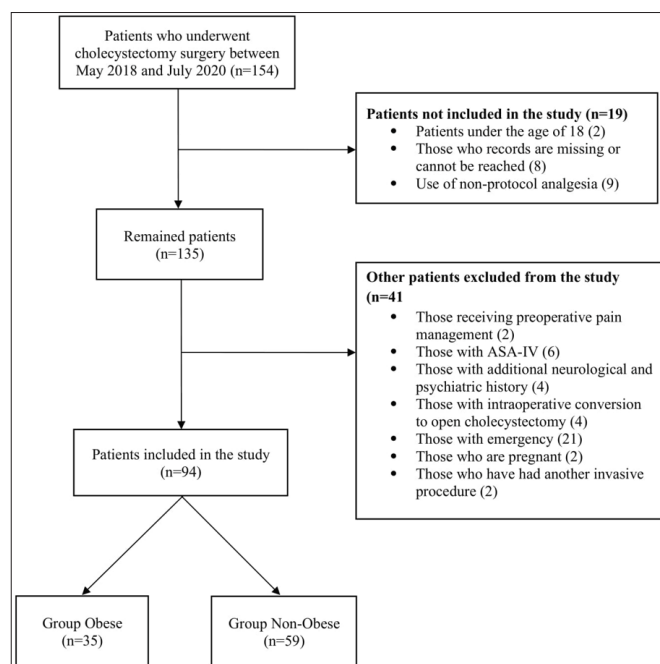 Patients who underwent
cholecystectomy surgery between
May 2018 and July 2020 (n=154)
Patients not included in the study (n=19)
• Patients under the age of 18 (2)
• Those who records are missing or
cannot be reached (8)
• Use of non-protocol analgesia (9)
Remained patients
(n=135)
Other patients excluded from the study
(n=41
• Those receiving preoperative pain
management (2)
• Those with ASA-IV (6)
• Those with additional neurological and
psychiatric history (4)
• Those with intraoperative conversion
to open cholecystectomy (4)
• Those with emergency (21)
• Those who are pregnant (2)
• Those who have had another invasive
procedure (2)
Patients included in the study
(n=94)
Group Obese
(n=35)
Group Non-Obese
(n=59)